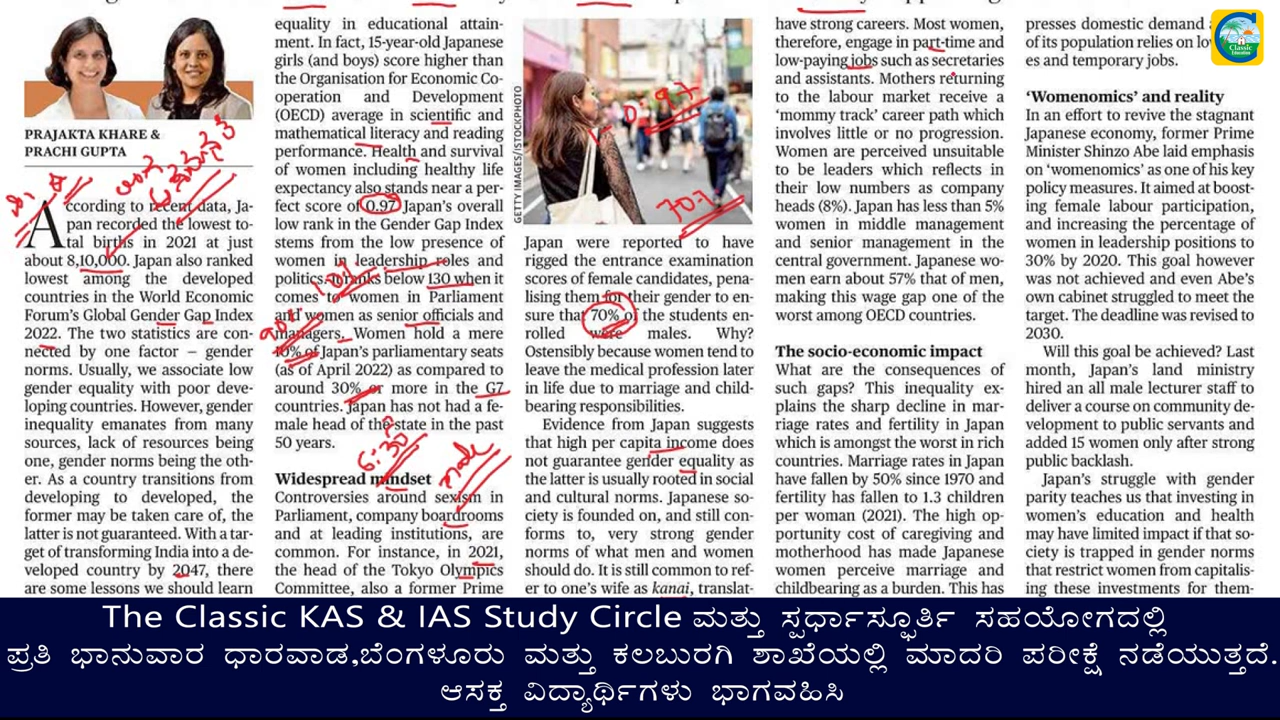 PRAJAKTA KHARE &
PRACHI GUPTA
According to recent data, Ja-
pan recorded the lowest to-
tal births in 2021 at just
about 8,10,000. Japan also ranked
lowest among the developed
countries in the World Economic
Forum's Global Gender Gap Index
2022. The two statistics are con-
nected by one factor – gender
norms. Usually, we associate low
gender equality with poor deve-
loping countries. However, gender
inequality emanates from many
sources, lack of resources being
one, gender norms being the oth-
er. As a country transitions from
developing to developed, the
former may be taken care of, the
latter is not guaranteed. With a tar-
get of transforming India into a de-
veloped country by 2047, there
are some lessons we should learn
equality in educational attain-
ment. In fact, 15-year-old Japanese
girls (and boys) score higher than
the Organisation for Economic Co-
operation and Development
(OECD) average in scientific and
mathematical literacy and reading
performance. Health and survival
of women including healthy life
expectancy also stands near a per-
fect score of 0.97. Japan's overall
low rank in the Gender Gap Index
stems from the low presence of
women in leadership roles and
politics. ranks below 130 when it
comes to women in Parliament
and women as senior officials and
managers. Women hold a mere
10% of Japan's parliamentary seats
(as of April 2022) as compared to
around 30% or more in the G7
countries. Japan has not had a fe-
male head of the state in the past
50 years.
Widespread mindset
Controversies around sexism in
Parliament, company boardrooms
and at leading institutions, are
common. For instance, in 2021,
the head of the Tokyo Olympics
Committee, also a former Prime
0.97
70%
GETTY IMAGES/ISTOCKPHOTO
Japan were reported to have
rigged the entrance examination
scores of female candidates, pena-
lising them for their gender to en-
sure that 70% of the students en-
rolled were males. Why?
Ostensibly because women tend to
leave the medical profession later
in life due to marriage and child-
bearing responsibilities.
Evidence from Japan suggests
that high per capita income does
not guarantee gender equality as
the latter is usually rooted in social
and cultural norms. Japanese so-
ciety is founded on, and still con-
forms to, very strong gender
norms of what men and women
should do. It is still common to ref-
er to one's wife as kanai, translat-
have strong careers. Most women,
therefore, engage in part-time and
low-paying jobs such as secretaries
and assistants. Mothers returning
to the labour market receive a
'mommy track' career path which
involves little or no progression.
Women are perceived unsuitable
to be leaders which reflects in
their low numbers as company
heads (8%). Japan has less than 5%
women in middle management
and senior management in the
central government. Japanese wo-
men earn about 57% that of men,
making this wage gap one of the
worst among OECD countries.
The socio-economic impact
What are the consequences of
such gaps? This inequality ex-
plains the sharp decline in mar-
riage rates and fertility in Japan
which is amongst the worst in rich
countries. Marriage rates in Japan
have fallen by 50% since 1970 and
fertility has fallen to 1.3 children
per woman (2021). The high op-
portunity cost of caregiving and
motherhood has made Japanese
women perceive marriage and
childbearing as a burden. This has
presses domestic demand
of its population relies on lo
es and temporary jobs.
'Womenomics' and reality
In an effort to revive the stagnant
Japanese economy, former Prime
Minister Shinzo Abe laid emphasis
on 'womenomics' as one of his key
policy measures. It aimed at boost-
ing female labour participation,
and increasing the percentage of
women in leadership positions to
30% by 2020. This goal however
was not achieved and even Abe's
own cabinet struggled to meet the
target. The deadline was revised to
2030.
Will this goal be achieved? Last
month, Japan's land ministry
hired an all male lecturer staff to
deliver a course on community de-
velopment to public servants and
added 15 women only after strong
public backlash.
Japan's struggle with gender
parity teaches us that investing in
women's education and health
may have limited impact if that so-
ciety is trapped in gender norms
that restrict women from capitalis-
ing these investments for them-
Classic
Education
The Classic KAS & IAS Study Circle ಮತ್ತು ಸ್ಪರ್ಧಾಸ್ಫೂರ್ತಿ ಸಹಯೋಗದಲ್ಲಿ
ಪ್ರತಿ ಭಾನುವಾರ ಧಾರವಾಡ,ಬೆಂಗಳೂರು ಮತ್ತು ಕಲಬುರಗಿ ಶಾಖೆಯಲ್ಲಿ ಮಾದರಿ ಪರೀಕ್ಷೆ ನಡೆಯುತ್ತದೆ.
ಆಸಕ್ತ ವಿದ್ಯಾರ್ಥಿಗಳು ಭಾಗವಹಿಸಿ